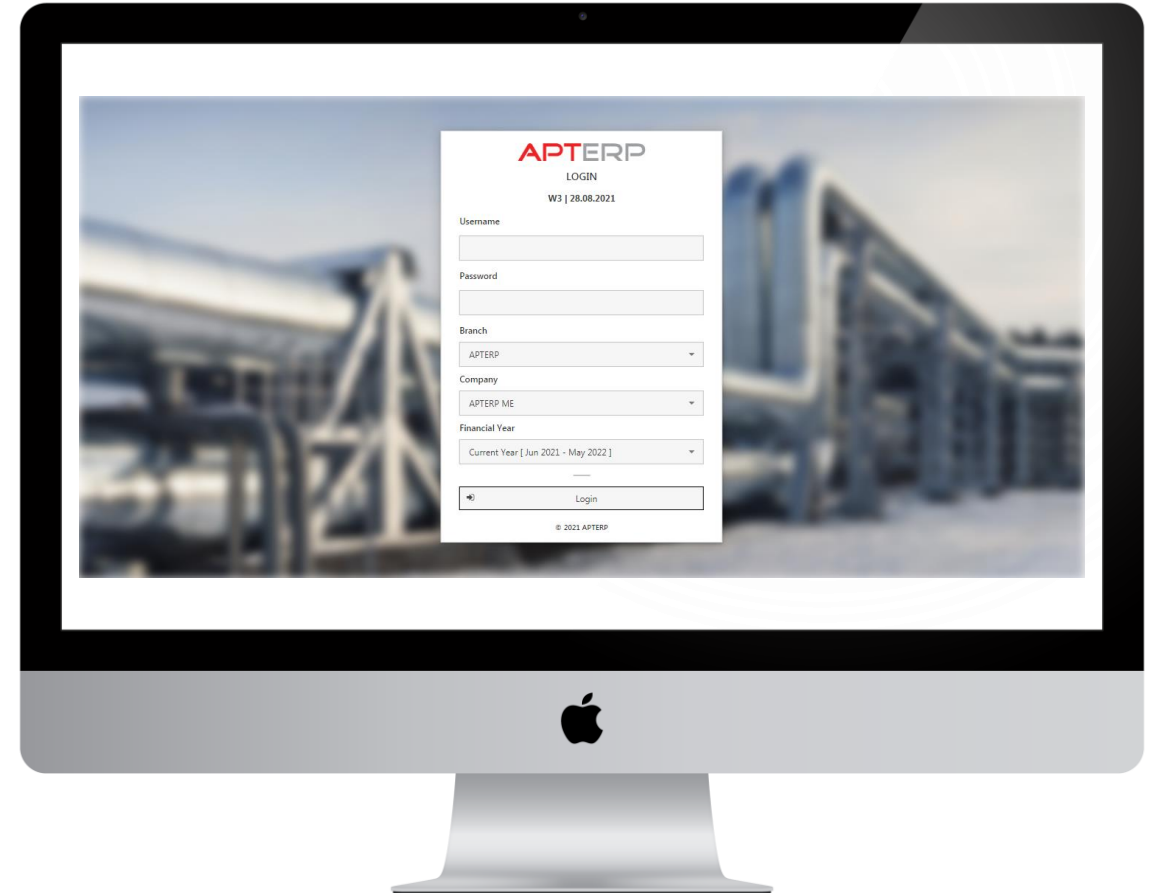 APTERP
LOGIN
W3 | 28.08.2021
Username
Password
Branch
APTERP
Company
APTERP ME
Financial Year
Current Year [ Jun 2021 - May 2022 ]
Login
© 2021 APTERP